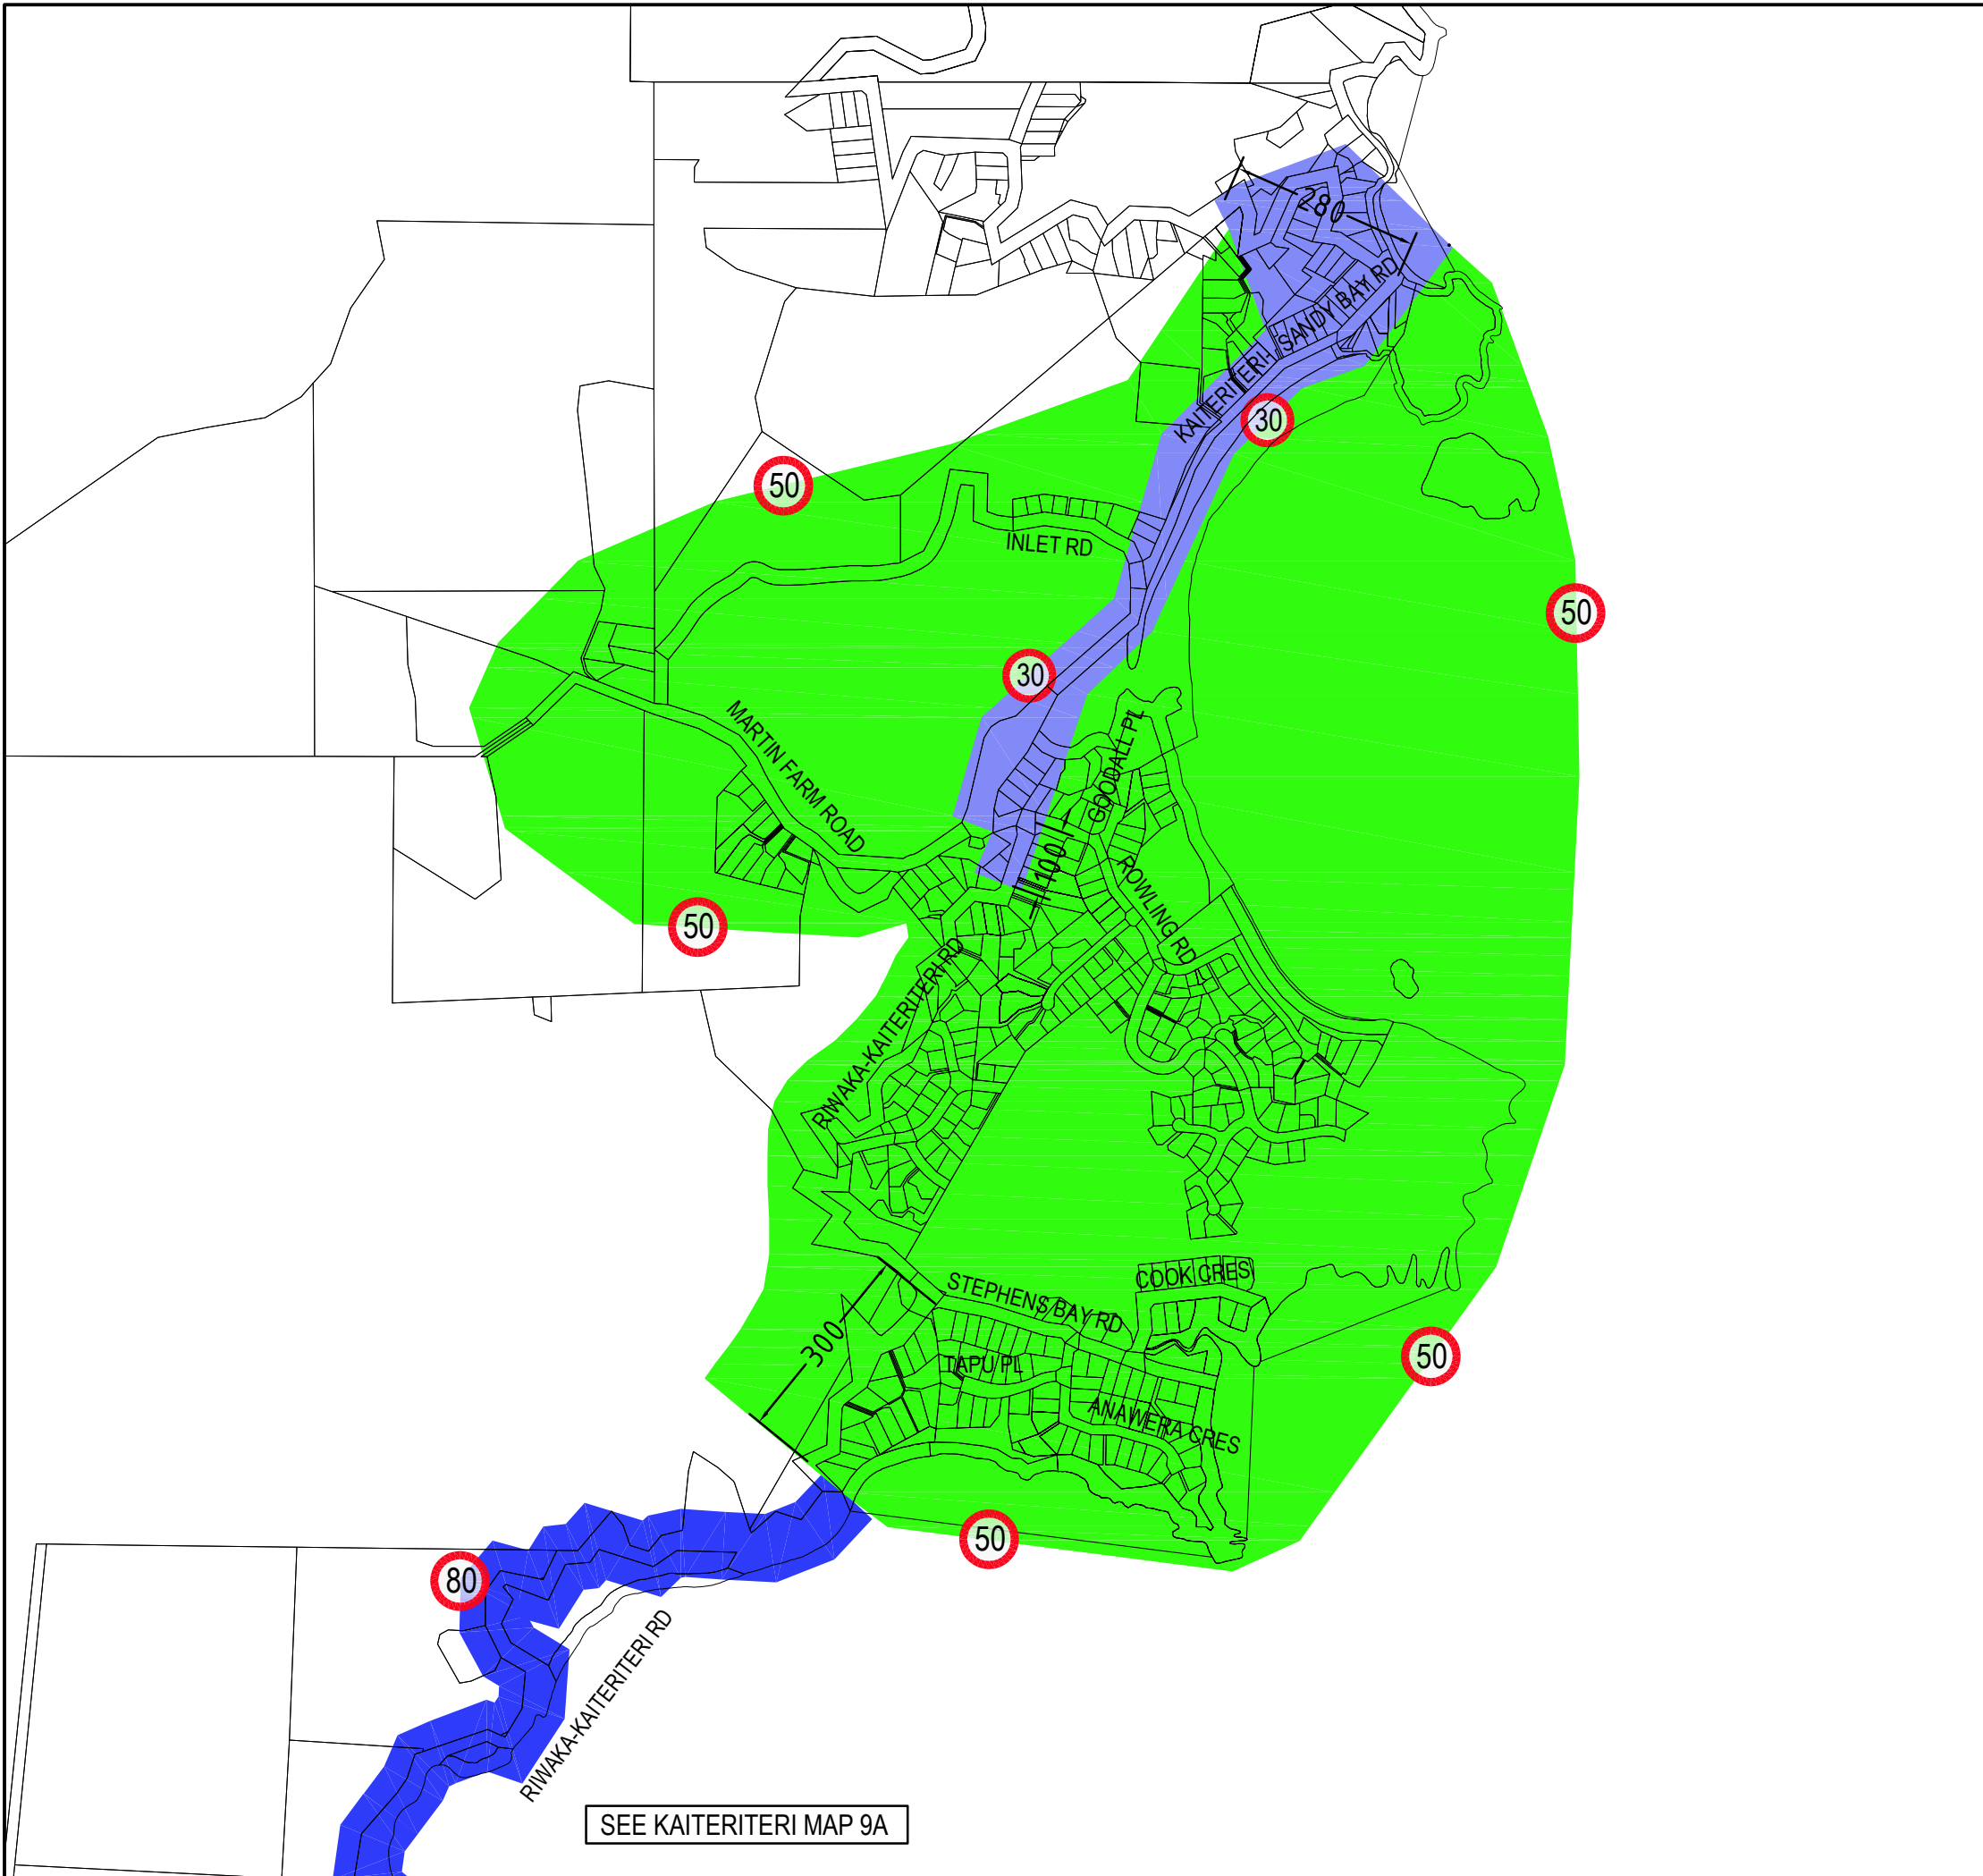 280
KAITERITERI- SANDY BAY RD
30
50
INLET RD
50
30
MARTIN FARM ROAD
GOODALL PL
100
ROWLING RD
50
RIWAKA-KAITERITERI RD
STEPHENS BAY RD
COOK CRES
300
TAPU PL
50
ANAWERA CRES
50
80
RIWAKA-KAITERITERI RD
SEE KAITERITERI MAP 9A